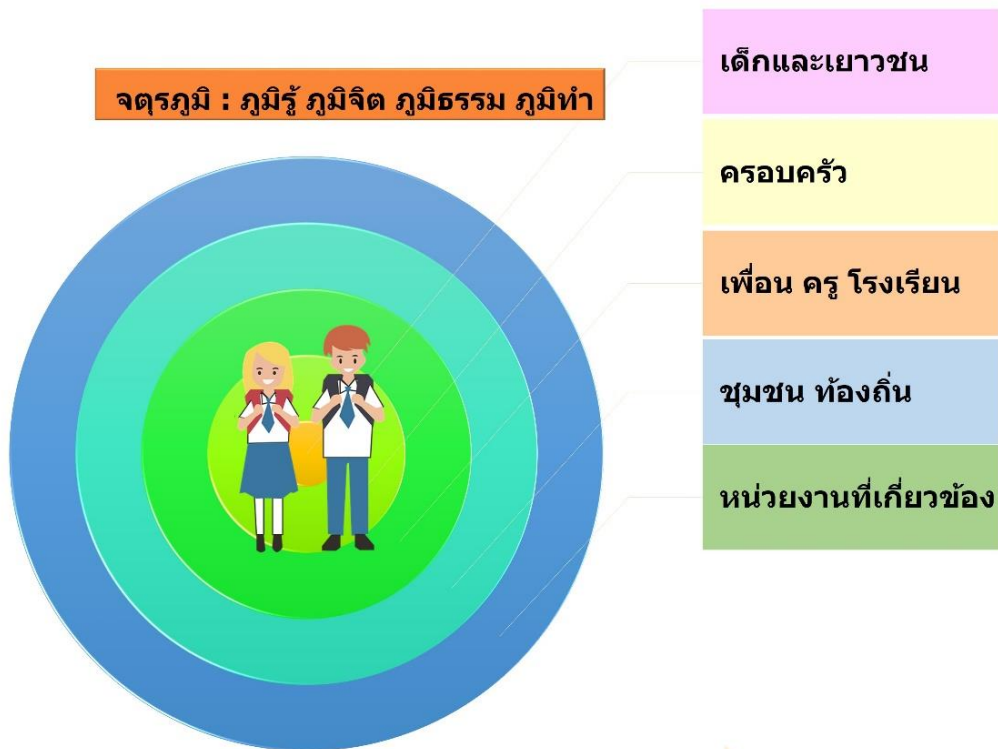 จตุรภูมิ : ภูมิรู้ ภูมิจิต ภูมิธรรม ภูมิทำ
เด็กและเยาวชน
ครอบครัว
เพื่อน ครู โรงเรียน
ชุมชน ท้องถิ่น
หน่วยงานที่เกี่ยวข้อง